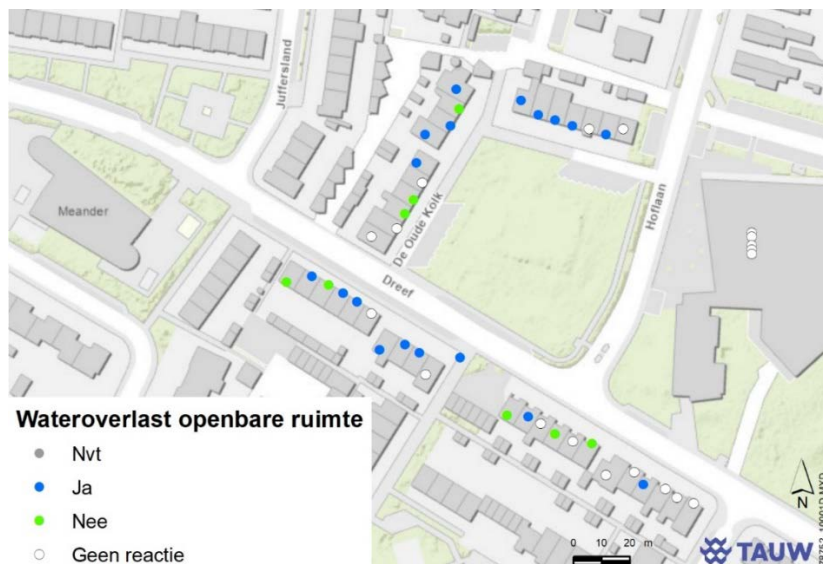 Juffersland
Meander
De Oude Kolk
Hoflaan
Dreef
Wateroverlast openbare ruimte
Nvt
Ja
Nee
Geen reactie
0 10 20 m
N
TAUW